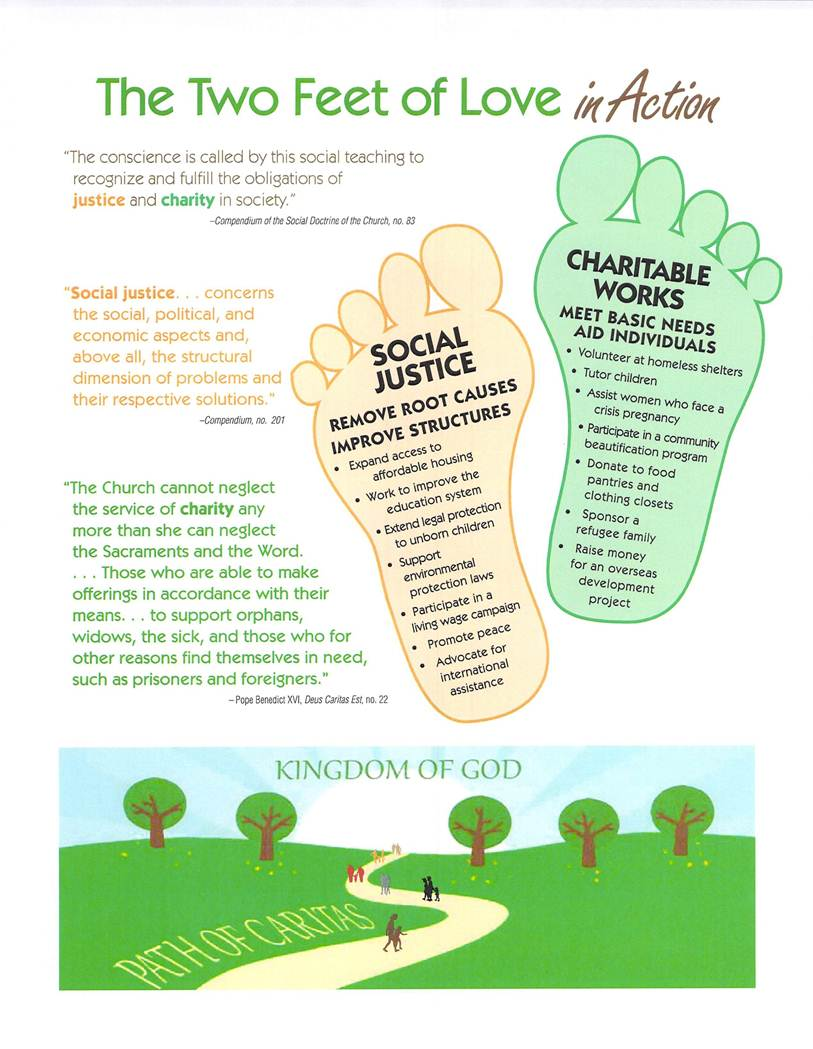 The Two Feet of Love in Action
“The conscience is called by this social teaching to
recognize and fulfill the obligations of
justice and charity in society.”
–Compendium of the Social Doctrine of the Church, no. 83
“Social justice. . . concerns
the social, political, and
economic aspects and,
above all, the structural
dimension of problems and
their respective solutions.”
–Compendium, no. 201
“The Church cannot neglect
the service of charity any
more than she can neglect
the Sacraments and the Word.
. . . Those who are able to make
offerings in accordance with their
means. . . to support orphans,
widows, the sick, and those who for
other reasons find themselves in need,
such as prisoners and foreigners.”
– Pope Benedict XVI, Deus Caritas Est, no. 22
SOCIAL
JUSTICE
REMOVE ROOT CAUSES
IMPROVE STRUCTURES
• Expand access to
affordable housing
• Work to improve the
education system
• Extend legal protection
to unborn children
• Support
environmental
protection laws
• Participate in a
living wage campaign
• Promote peace
• Advocate for
international
assistance
CHARITABLE
WORKS
MEET BASIC NEEDS
AID INDIVIDUALS
• Volunteer at homeless shelters
• Tutor children
• Assist women who face a
crisis pregnancy
• Participate in a community
beautification program
• Donate to food
pantries and
clothing closets
• Sponsor a
refugee family
• Raise money
for an overseas
development
project
KINGDOM OF GOD
PATH OF CARITAS